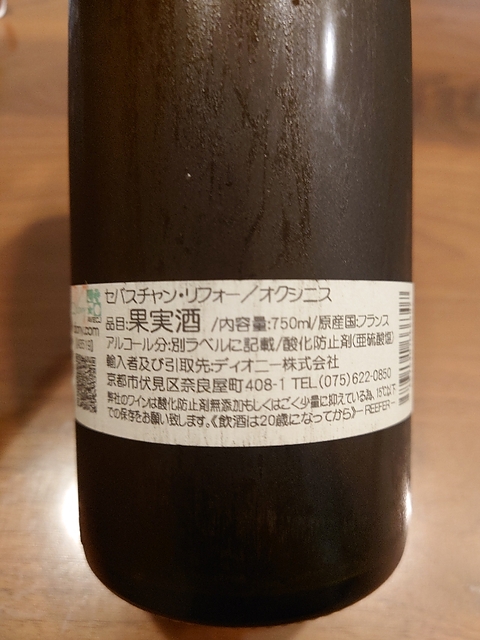 セバスチャン・リフォー/オクシニス
品目:果実酒 /内容量:750ml/原産国:フランス
アルコール分:別ラベルに記載/酸化防止剤(亜硫酸塩)
輸入者及び引取先:ディオニー株式会社
京都市伏見区奈良屋町408-1 TEL(075)622-0850
弊社のワインは酸化防止剤無添加もしくはごく少量に抑えている為、15℃以下
での保存をお願い致します。《飲酒は20歳になってから》− REEFER −